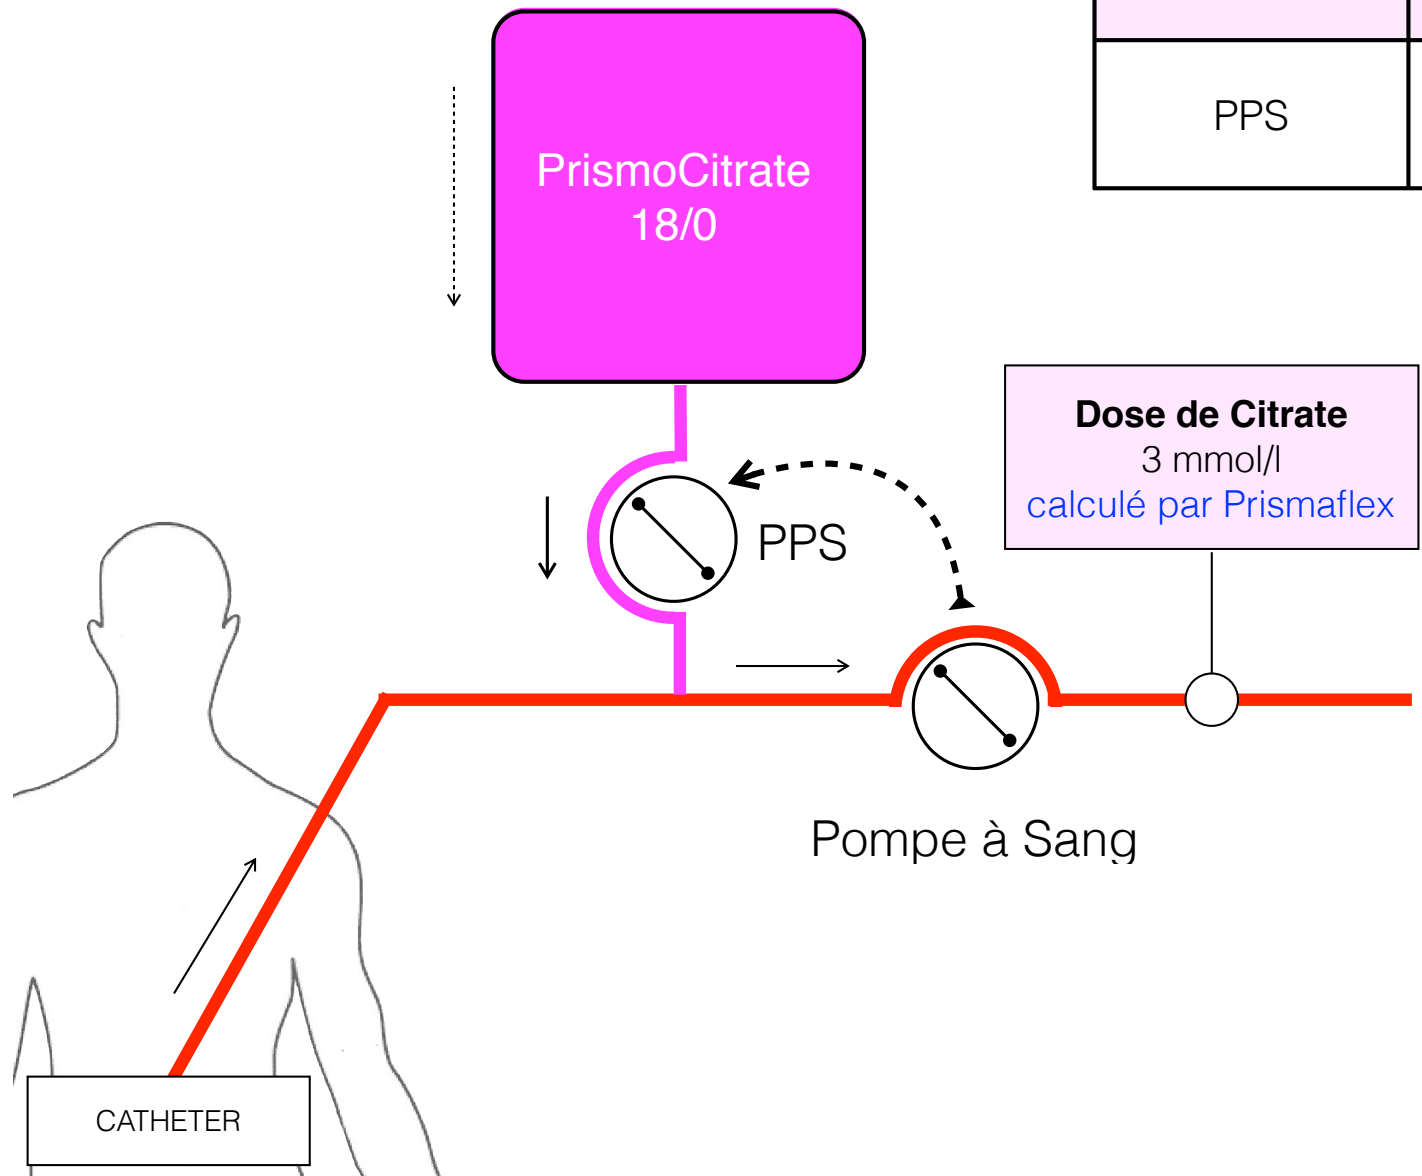 PrismoCitrate
18/0
PPS
Dose de Citrate
3 mmol/l
calculé par Prismaflex
PPS
Pompe à Sang
CATHETER